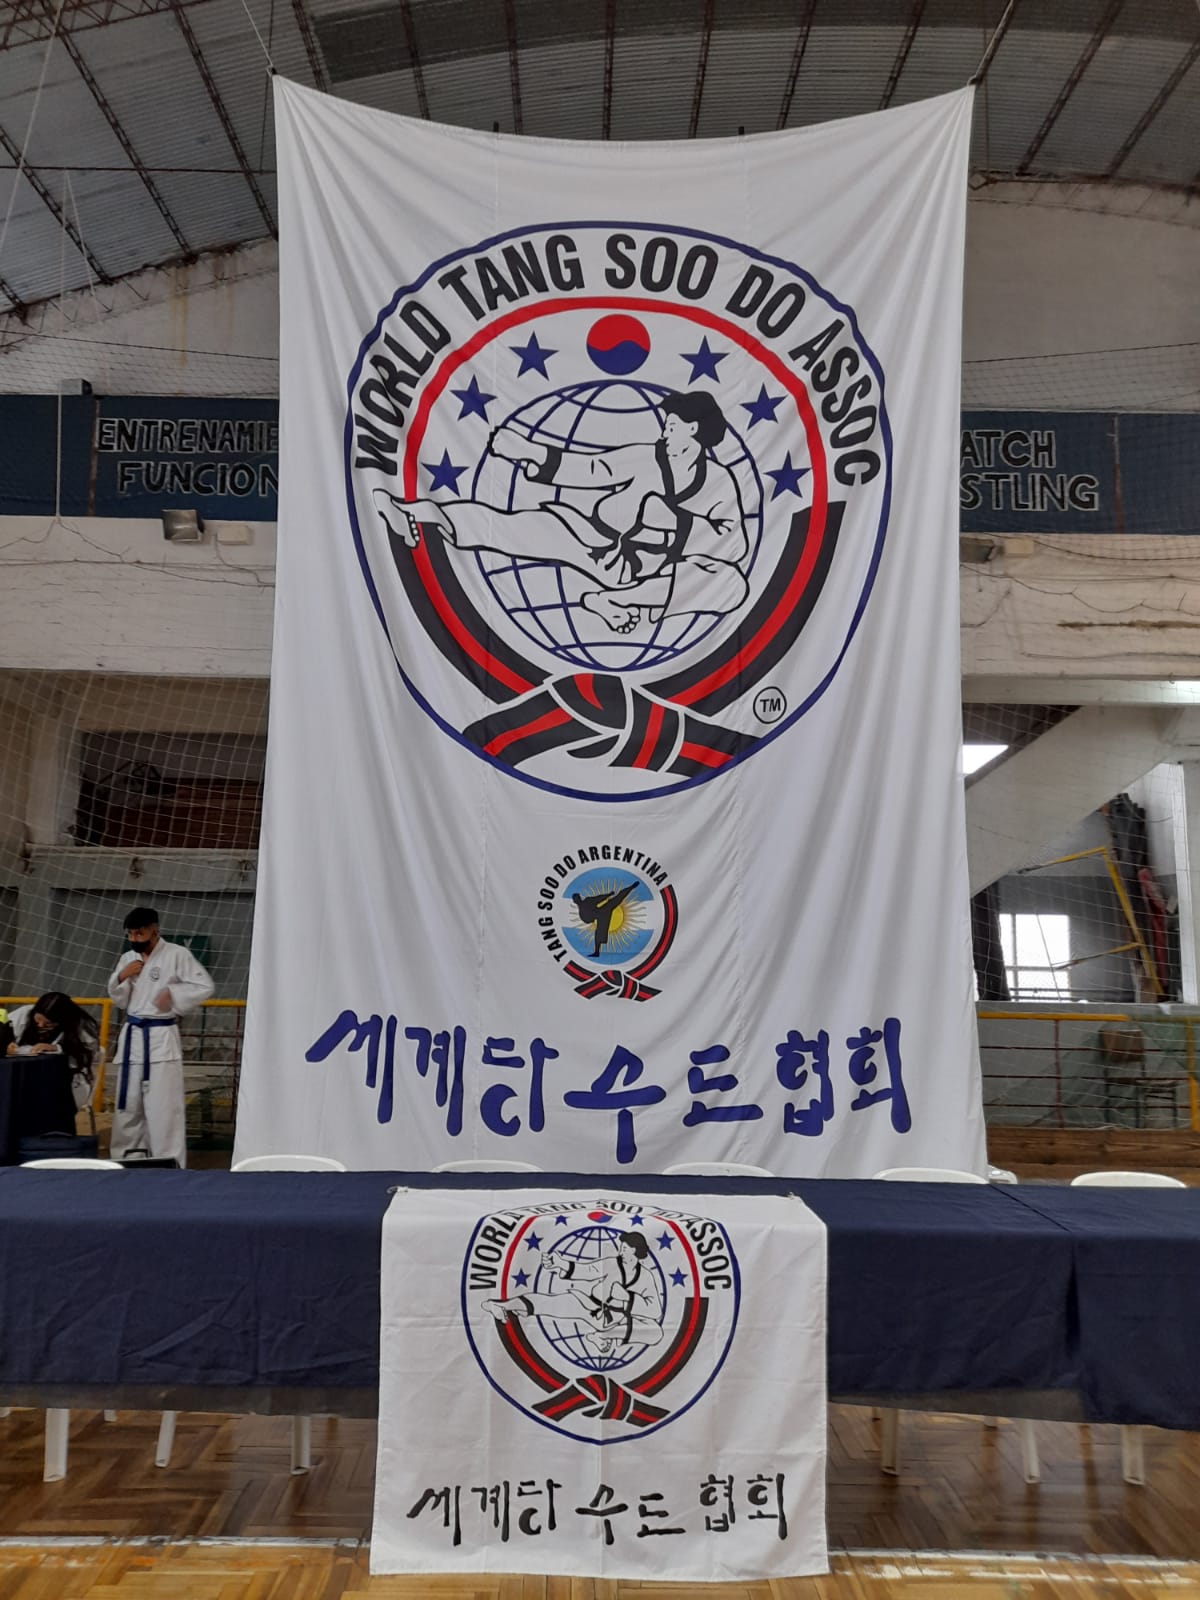 WORLD TANG SOO DO ASSOC
ENTRENAMIE
FUNCION
ATCH
STLING
TM
TANG SOO DO ARGENTINA
세계당수도협회
WORLD TANG SOO DO ASSOC
세계당수도협회